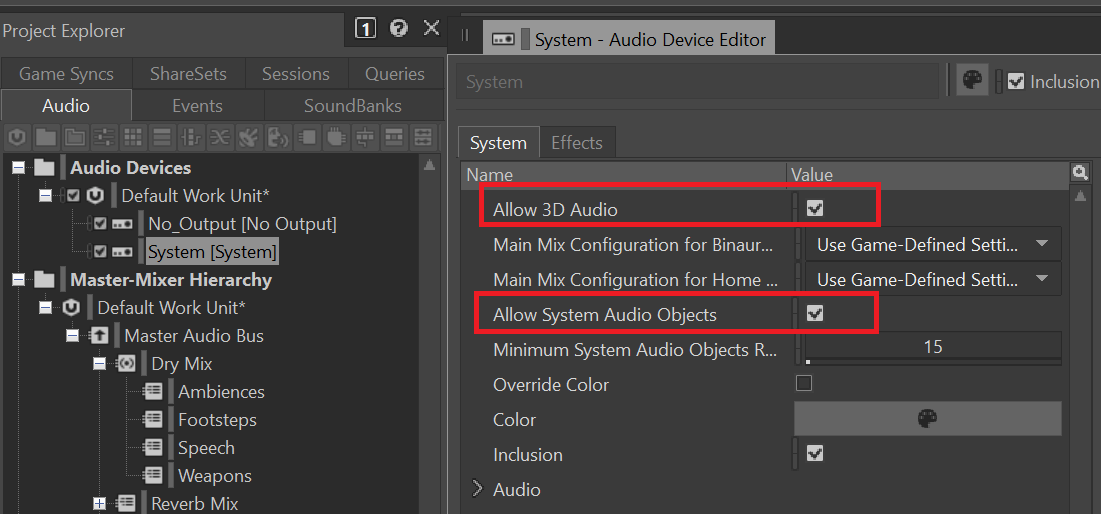 Project Explorer
1
?
Game Syncs ShareSets Sessions Queries
Audio Events SoundBanks
Audio Devices
Default Work Unit*
No_Output [No Output]
System [System]
Master-Mixer Hierarchy
Default Work Unit*
Master Audio Bus
Dry Mix
Ambiences
Footsteps
Speech
Weapons
Reverb Mix
System - Audio Device Editor
System
Inclusion
System Effects
Name Value
Allow 3D Audio
Main Mix Configuration for Binaur... Use Game-Defined Setti...
Main Mix Configuration for Home ... Use Game-Defined Setti...
Allow System Audio Objects
Minimum System Audio Objects R... 15
Override Color
Color
Inclusion
Audio